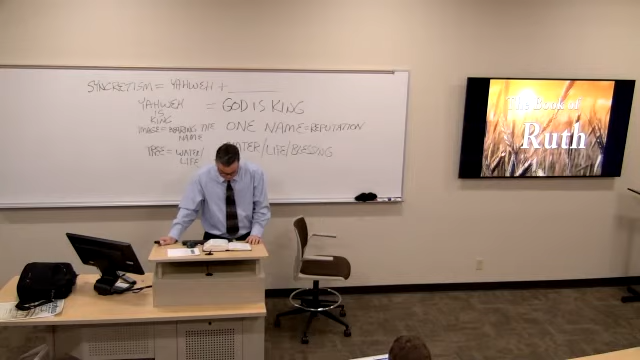 SYNCRETISM = YAHWEH +
YAHWEH = GOD IS KING
IS
KING
IMAGE = BEARING THE ONE NAME = REPUTATION
NAME
TREE = WATER/ WATER/LIFE/BLESSING
LIFE
The Book of
Ruth